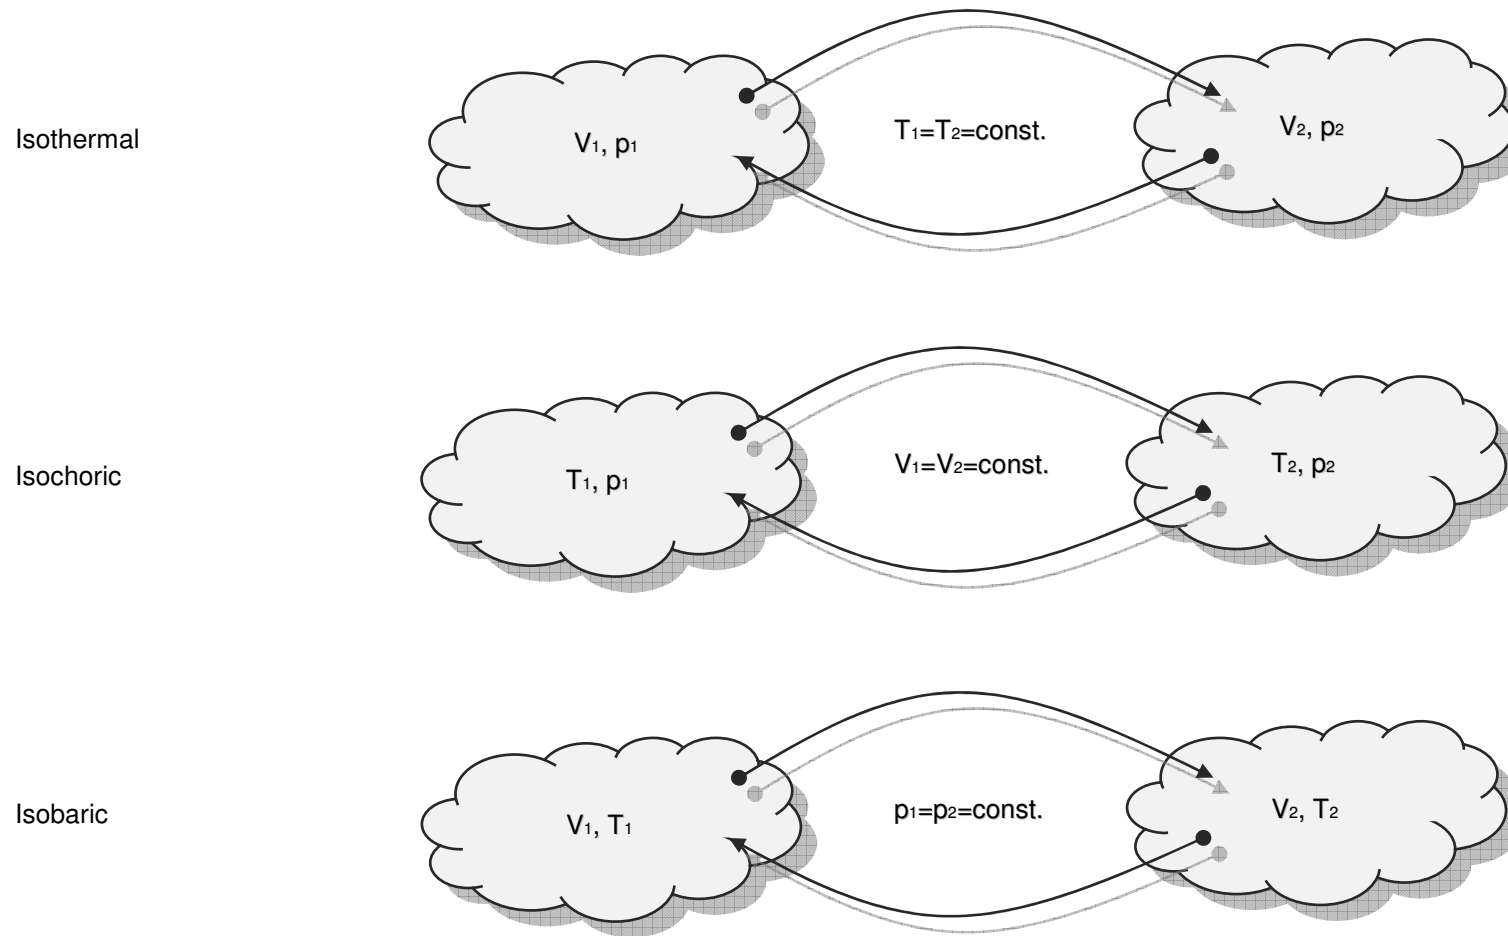 Isothermal
V1, p1
T1=T2=const.
V2, p2
Isochoric
T1, p1
V1=V2=const.
T2, p2
Isobaric
V1, T1
p1=p2=const.
V2, T2